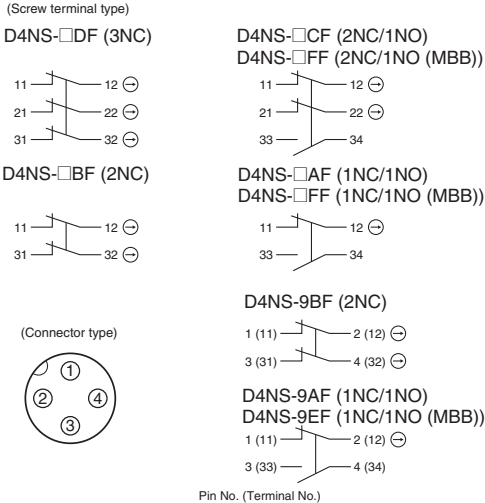 (Screw terminal type)
D4NS-□DF (3NC)
11 12
21 22
31 32
D4NS-□BF (2NC)
11 12
31 32
D4NS-□CF (2NC/1NO)
D4NS-□FF (2NC/1NO (MBB))
11 12
21 22
33 34
D4NS-□AF (1NC/1NO)
D4NS-□FF (1NC/1NO (MBB))
11 12
33 34
(Connector type)
1
2 4
3
D4NS-9BF (2NC)
1 (11) 2 (12)
3 (31) 4 (32)
D4NS-9AF (1NC/1NO)
D4NS-9EF (1NC/1NO (MBB))
1 (11) 2 (12)
3 (33) 4 (34)
Pin No. (Terminal No.)